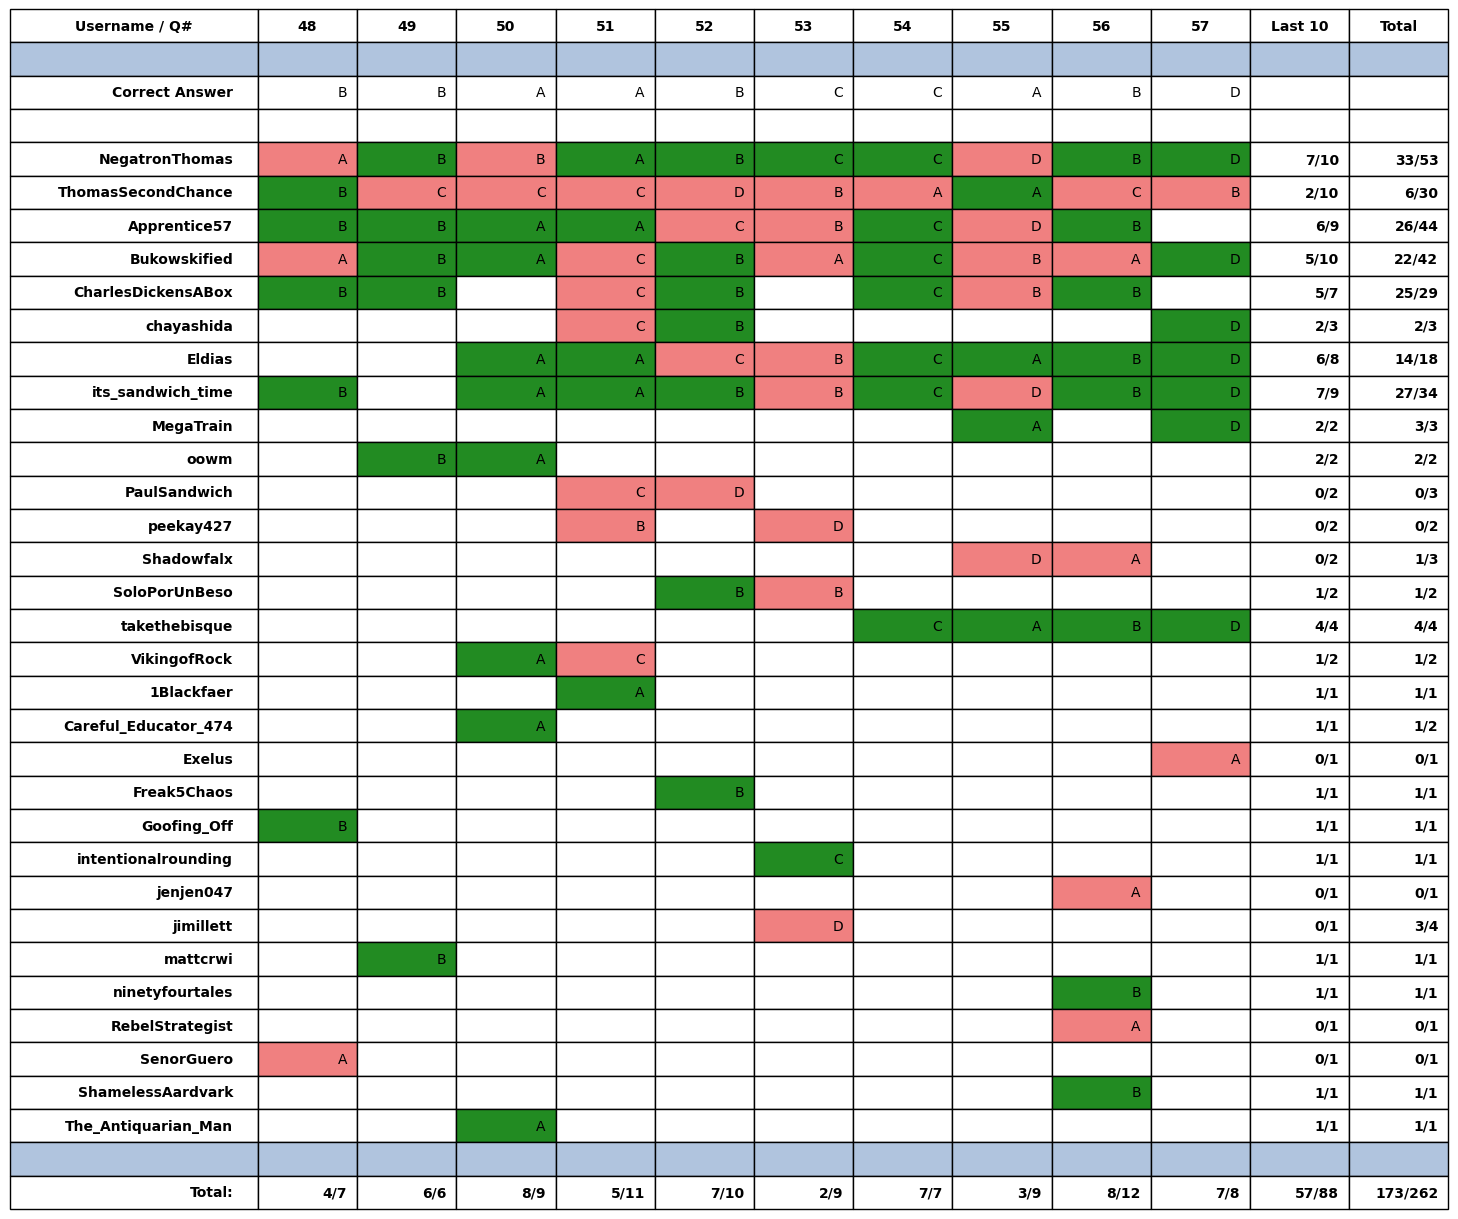 Username / Q# 48 49 50 51 52 53 54 55 56 57 Last 10 Total
Correct Answer B B A A B C C A B D
NegatronThomas A B B A B C C D B D 7/10 33/53
ThomasSecondChance B C C C D B A A C B 2/10 6/30
Apprentice57 B B A A C B C D B 6/9 26/44
Bukowskified A B A C B A C B A D 5/10 22/42
CharlesDickensABox B B C B C B B 5/7 25/29
chayashida C B D 2/3 2/3
Eldias A A C B C A B D 6/8 14/18
its_sandwich_time B A A B B C D B D 7/9 27/34
MegaTrain A D 2/2 3/3
oowm B A 2/2 2/2
PaulSandwich C D 0/2 0/3
peekay427 B D 0/2 0/2
Shadowfalx D A 0/2 1/3
SoloPorUnBeso B B 1/2 1/2
takethebisque C A B D 4/4 4/4
VikingofRock A C 1/2 1/2
1Blackfaer A 1/1 1/1
Careful_Educator_474 A 1/1 1/2
Exelus A 0/1 0/1
Freak5Chaos B 1/1 1/1
Goofing_Off B 1/1 1/1
intentionalrounding C 1/1 1/1
jenjen047 A 0/1 0/1
jimillett D 0/1 3/4
mattcrwi B 1/1 1/1
ninetyfourtales B 1/1 1/1
RebelStrategist A 0/1 0/1
SenorGuero A 0/1 0/1
ShamelessAardvark B 1/1 1/1
The_Antiquarian_Man A 1/1 1/1
Total: 4/7 6/6 8/9 5/11 7/10 2/9 7/7 3/9 8/12 7/8 57/88 173/262